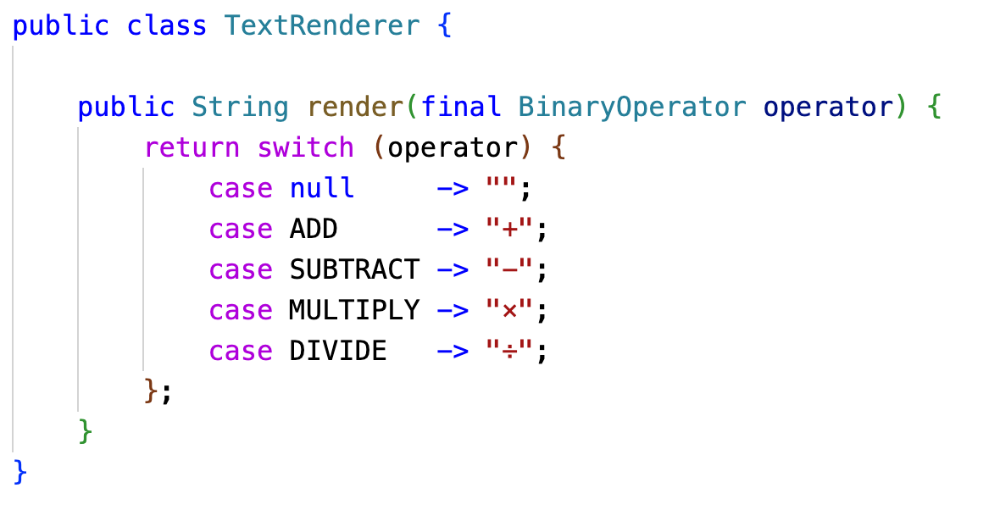 public class TextRenderer {

    public String render(final BinaryOperator operator) {
        return switch (operator) {
            case null     -> "";
            case ADD      -> "+";
            case SUBTRACT -> "−";
            case MULTIPLY -> "×";
            case DIVIDE   -> "÷";
        };
    }
}